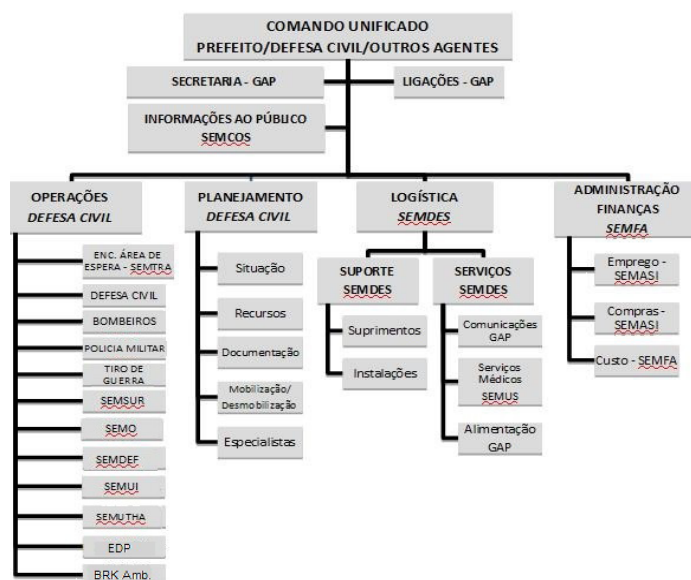 COMANDO UNIFICADO
PREFEITO/DEFESA CIVIL/OUTROS AGENTES
SECRETARIA - GAP
LIGAÇÕES - GAP
INFORMAÇÕES AO PÚBLICO
SEMCOS
OPERAÇÕES
DEFESA CIVIL
ENC. ÁREA DE
ESPERA - SEMTRA
DEFESA CIVIL
BOMBEIROS
POLICIA MILITAR
TIRO DE
GUERRA
SEMSUR
SEMO
SEMDEF
SEMUI
SEMUTHA
EDP
BRK Amb.
PLANEJAMENTO
DEFESA CIVIL
Situação
Recursos
Documentação
Mobilização/
Desmobilização
Especialistas
LOGÍSTICA
SEMDES
SUPORTE
SEMDES
Suprimentos
Instalações
SERVIÇOS
SEMDES
Comunicações
GAP
Serviços
Médicos
SEMUS
Alimentação
GAP
ADMINISTRAÇÃO
FINANÇAS
SEMFA
Emprego -
SEMASI
Compras -
SEMASI
Custo - SEMFA